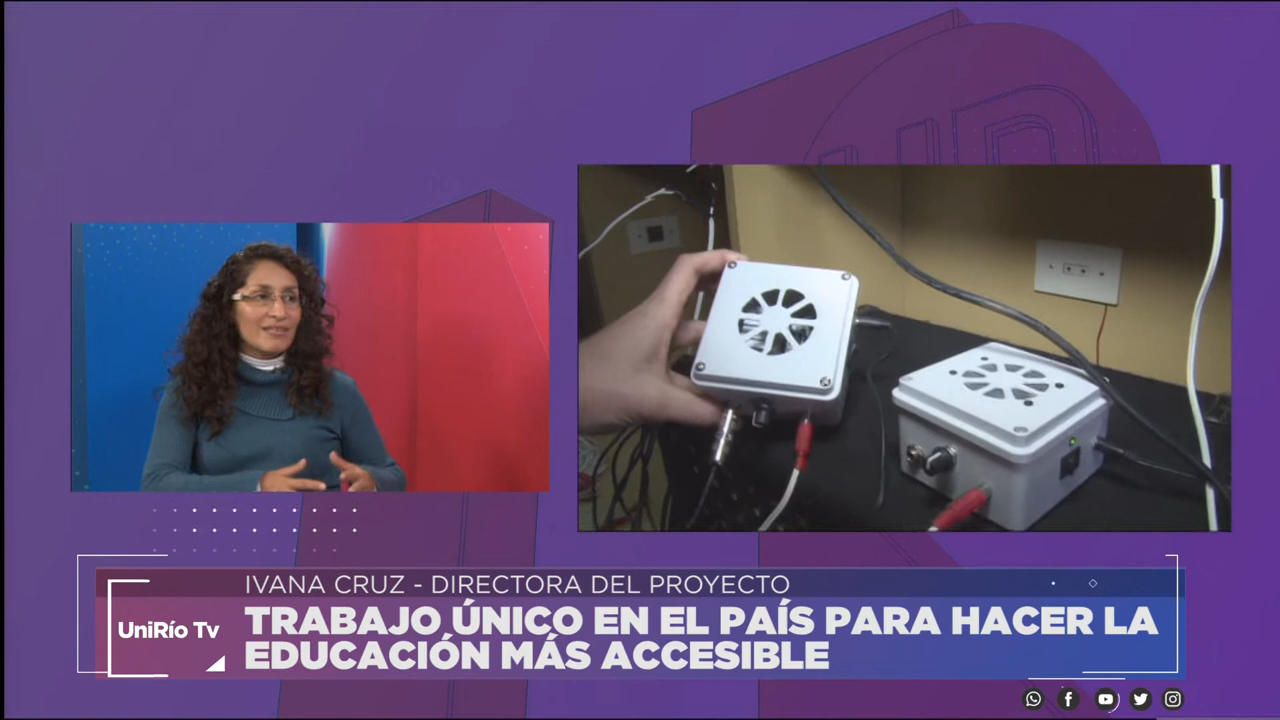 IVANA CRUZ - DIRECTORA DEL PROYECTO
UniRío Tv
TRABAJO ÚNICO EN EL PAÍS PARA HACER LA
EDUCACIÓN MÁS ACCESIBLE